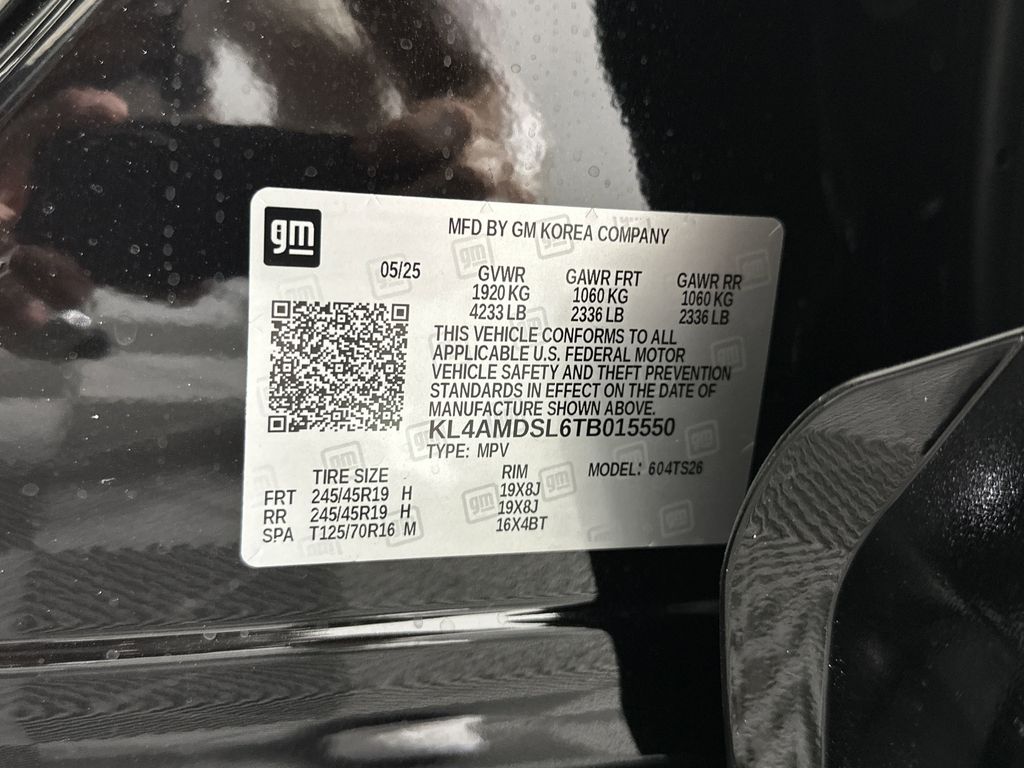 gm
MFD BY GM KOREA COMPANY
05/25
GVWR GAWR FRT GAWR RR
1920 KG 1060 KG 1060 KG
4233 LB 2336 LB 2336 LB
THIS VEHICLE CONFORMS TO ALL
APPLICABLE U.S. FEDERAL MOTOR
VEHICLE SAFETY AND THEFT PREVENTION
STANDARDS IN EFFECT ON THE DATE OF
MANUFACTURE SHOWN ABOVE.
KL4AMDSL6TB015550
TYPE: MPV
TIRE SIZE RIM MODEL: 604TS26
FRT 245/45R19 H 19X8J
RR 245/45R19 H 19X8J
SPA T125/70R16 M 16X4BT